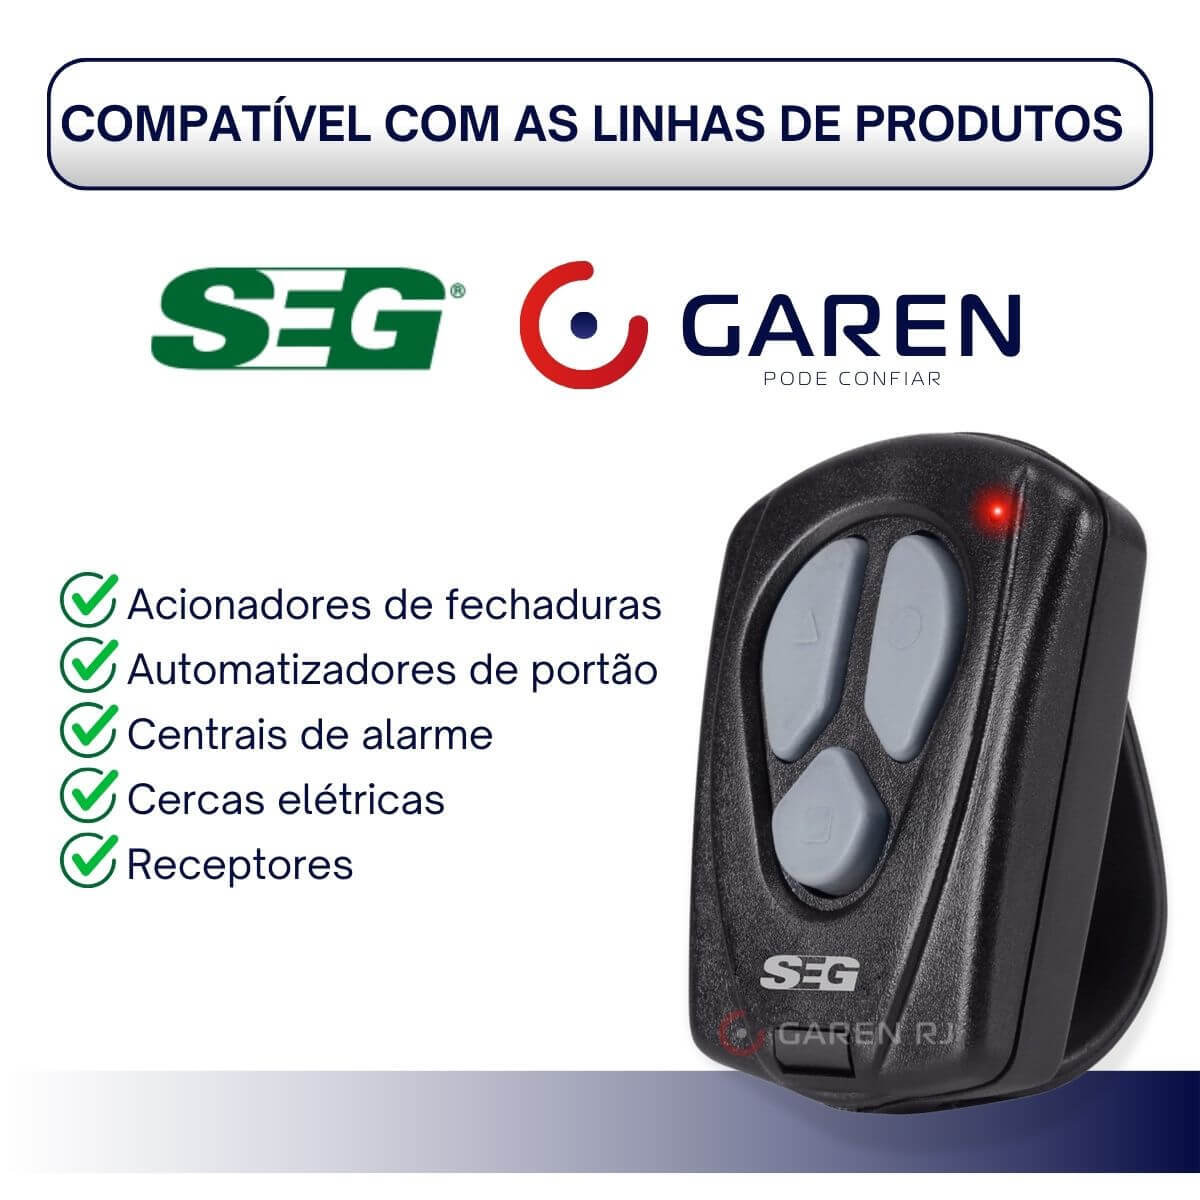 COMPATÍVEL COM AS LINHAS DE PRODUTOS
SEG®
GAREN
PODE CONFIAR
Acionadores de fechaduras
Automatizadores de portão
Centrais de alarme
Cercas elétricas
Receptores
SEG
GAREN RJ